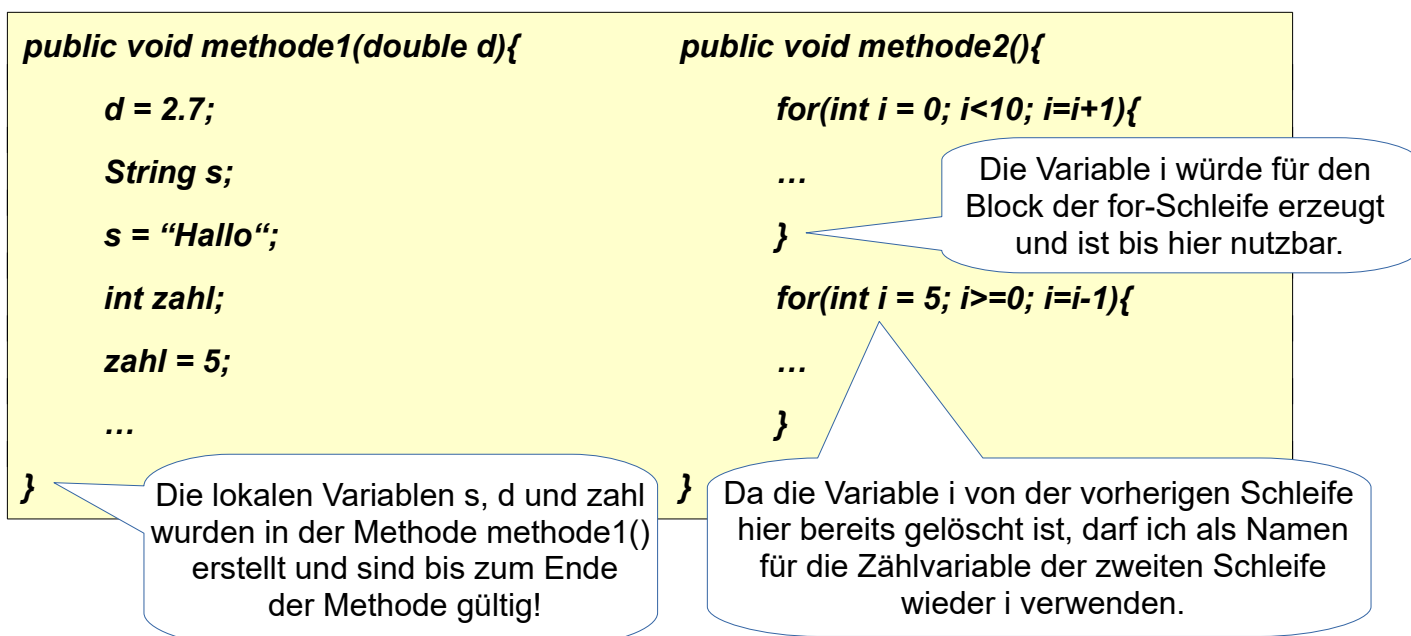 public void methode1(double d){
d = 2.7;
String s;
s = “Hallo“;
int zahl;
zahl = 5;
…
}
Die lokalen Variablen s, d und zahl
wurden in der Methode methode1()
erstellt und sind bis zum Ende
der Methode gültig!
public void methode2(){
for(int i = 0; i<10; i=i+1){
…
}
Die Variable i würde für den
Block der for-Schleife erzeugt
und ist bis hier nutzbar.
for(int i = 5; i>=0; i=i-1){
…
}
}
Da die Variable i von der vorherigen Schleife
hier bereits gelöscht ist, darf ich als Namen
für die Zählvariable der zweiten Schleife
wieder i verwenden.